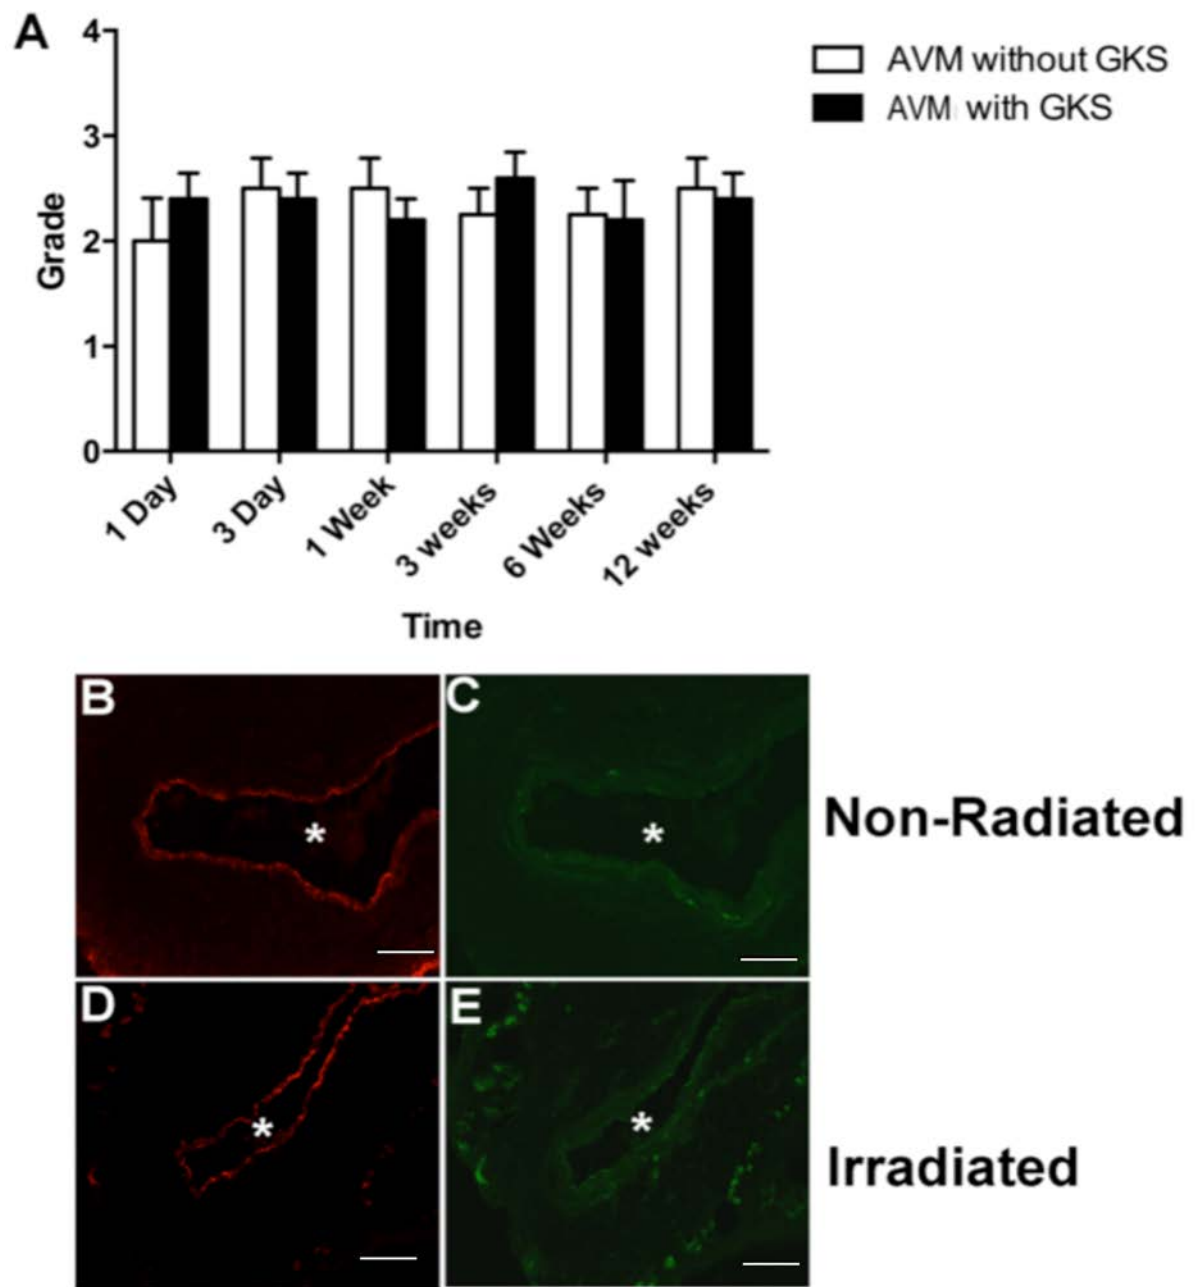 A
4
3
2
1
0
Grade
AVM without GKS
AVM with GKS
1 Day
3 Day
1 Week
3 weeks
6 Weeks
12 weeks
Time
B
C
*
*
Non-Radiated
D
E
*
*
Irradiated